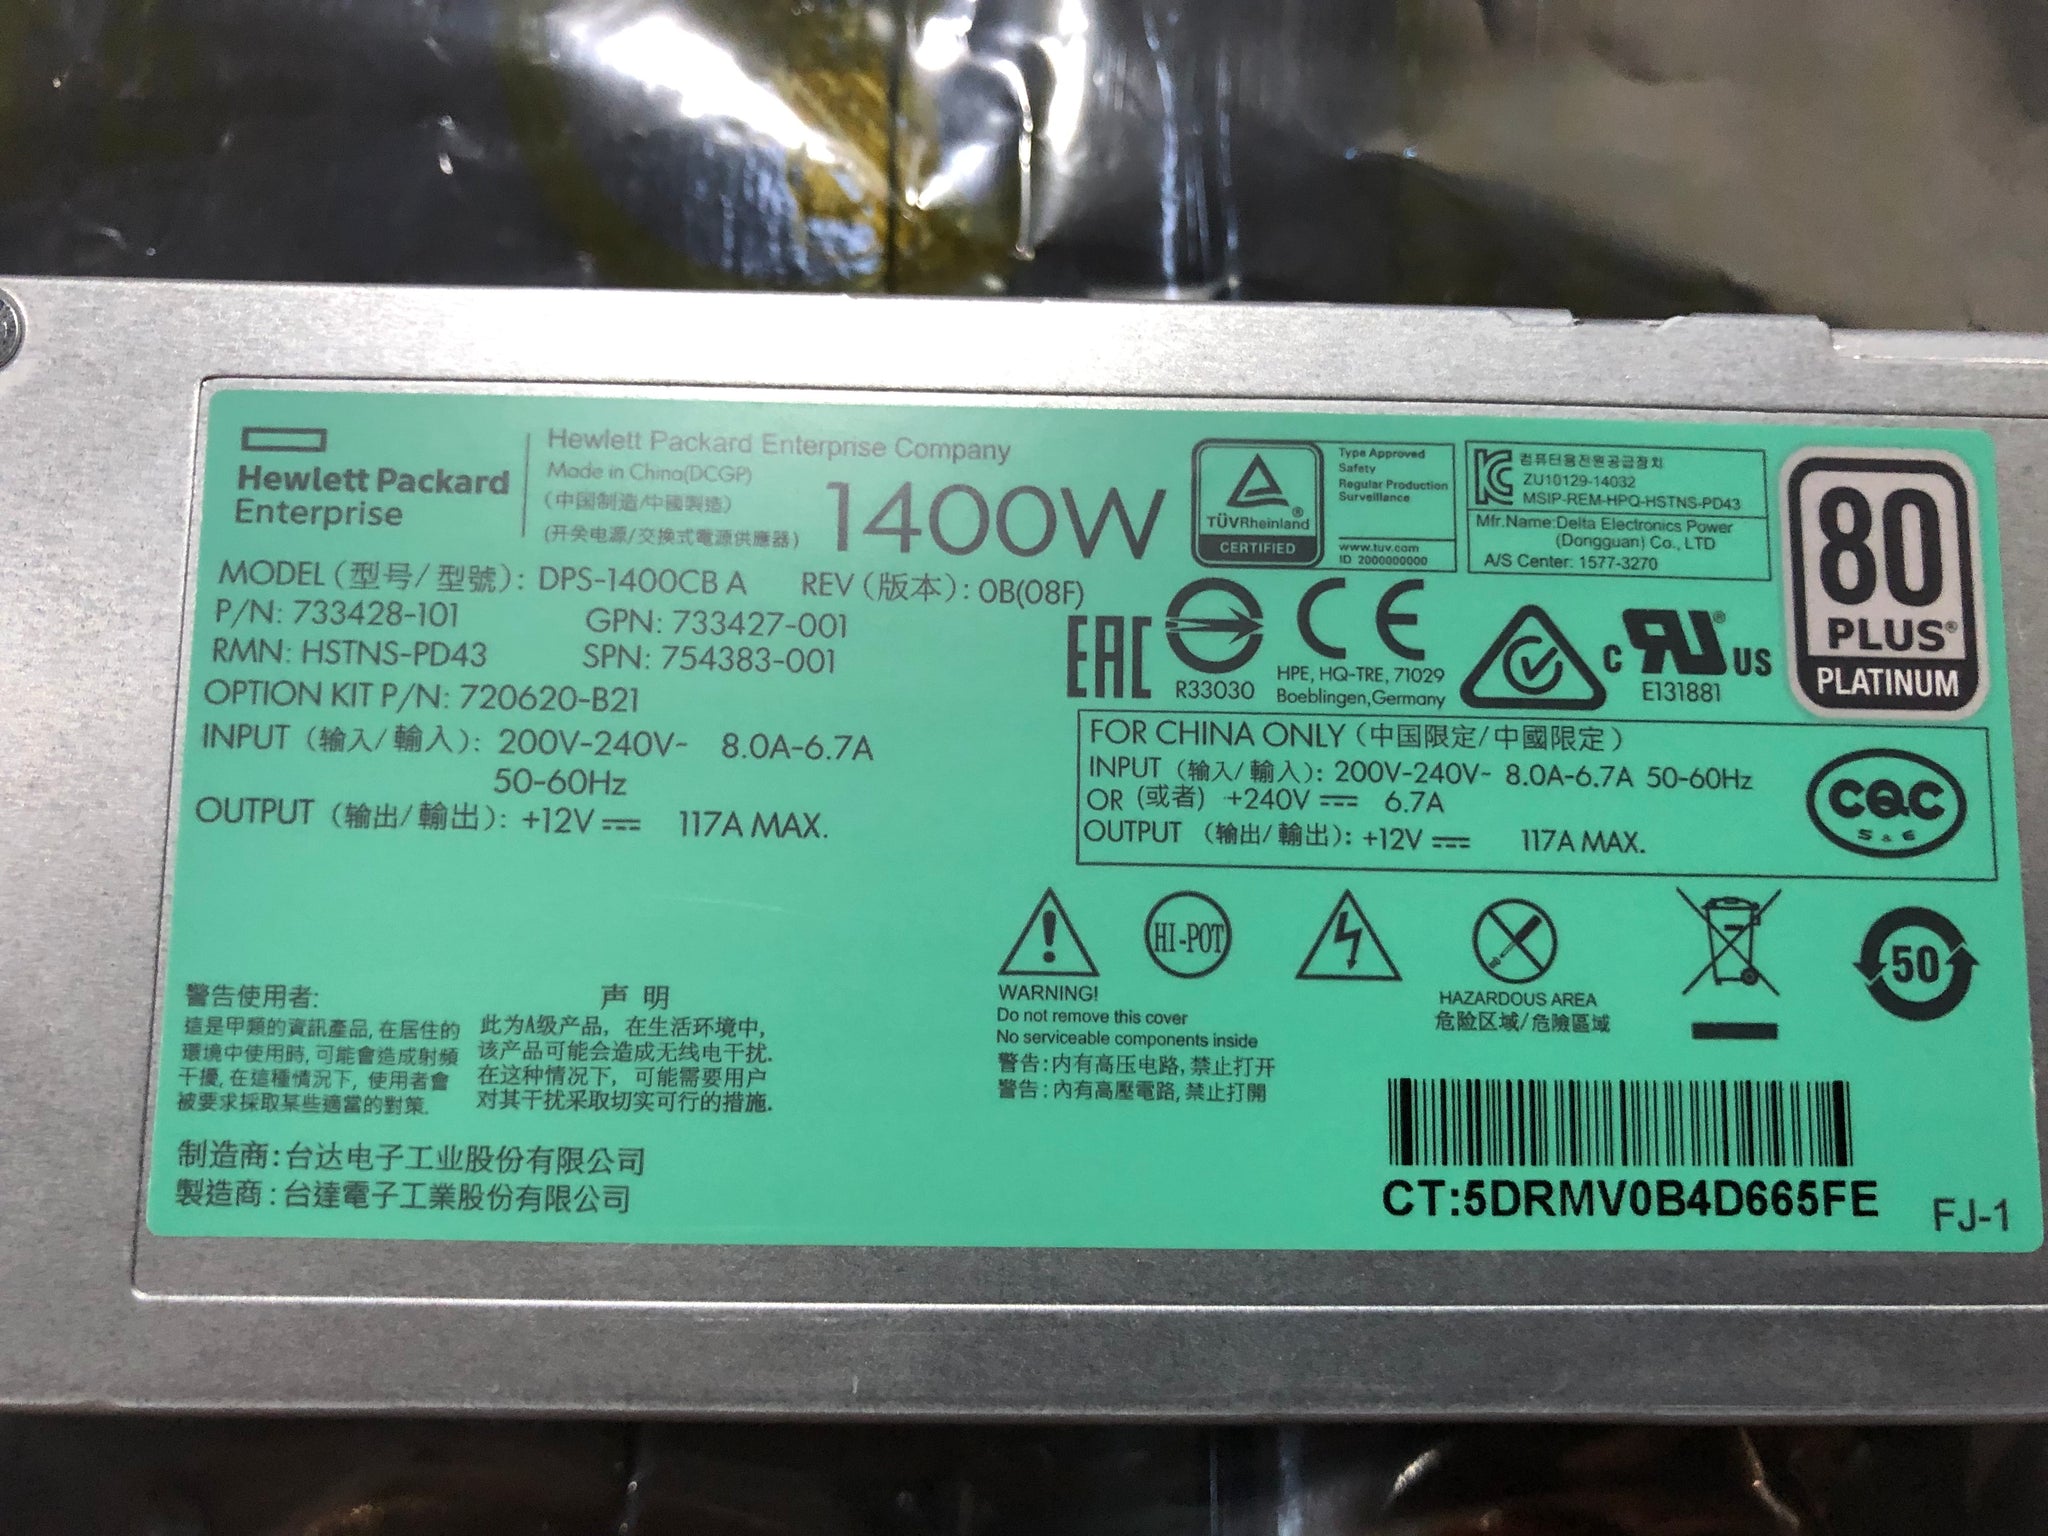 Hewlett Packard
Enterprise
Hewlett Packard Enterprise Company
Made in China(DCGP)
(中国制造/中國製造)
(开关电源/交換式電源供應器)
1400W
TÜVRheinland®
CERTIFIED
Type Approved
Safety
Regular Production
Surveillance
www.tuv.com
ID 2000000000
컴퓨터용전원공급장치
ZU10129-14032
MSIP-REM-HPQ-HSTNS-PD43
Mfr.Name:Delta Electronics Power
(Dongguan) Co., LTD
A/S Center: 1577-3270
80
PLUS®
PLATINUM
MODEL (型号/型號): DPS-1400CB A REV (版本): 0B(08F)
P/N: 733428-101 GPN: 733427-001
RMN: HSTNS-PD43 SPN: 754383-001
OPTION KIT P/N: 720620-B21
INPUT (输入/輸入): 200V-240V~ 8.0A-6.7A
50-60Hz
OUTPUT (输出/輸出): +12V ⎓ 117A MAX.
EAC
R33030
CE
HPE, HQ-TRE, 71029
Boeblingen, Germany
c RU® US
E131881
FOR CHINA ONLY (中国限定/中國限定)
INPUT (输入/輸入): 200V-240V~ 8.0A-6.7A 50-60Hz
OR (或者) +240V ⎓ 6.7A
OUTPUT (输出/輸出): +12V ⎓ 117A MAX.
CQC
S & E
HI-POT
50
WARNING!
Do not remove this cover
No serviceable components inside
警告:内有高压电路,禁止打开
警告:內有高壓電路,禁止打開
HAZARDOUS AREA
危险区域/危險區域
警告使用者:
這是甲類的資訊產品,在居住的
環境中使用時,可能會造成射頻
干擾,在這種情況下,使用者會
被要求採取某些適當的對策.
声 明
此为A级产品，在生活环境中,
该产品可能会造成无线电干扰.
在这种情况下，可能需要用户
对其干扰采取切实可行的措施.
制造商:台达电子工业股份有限公司
製造商:台達電子工業股份有限公司
CT:5DRMV0B4D665FE
FJ-1